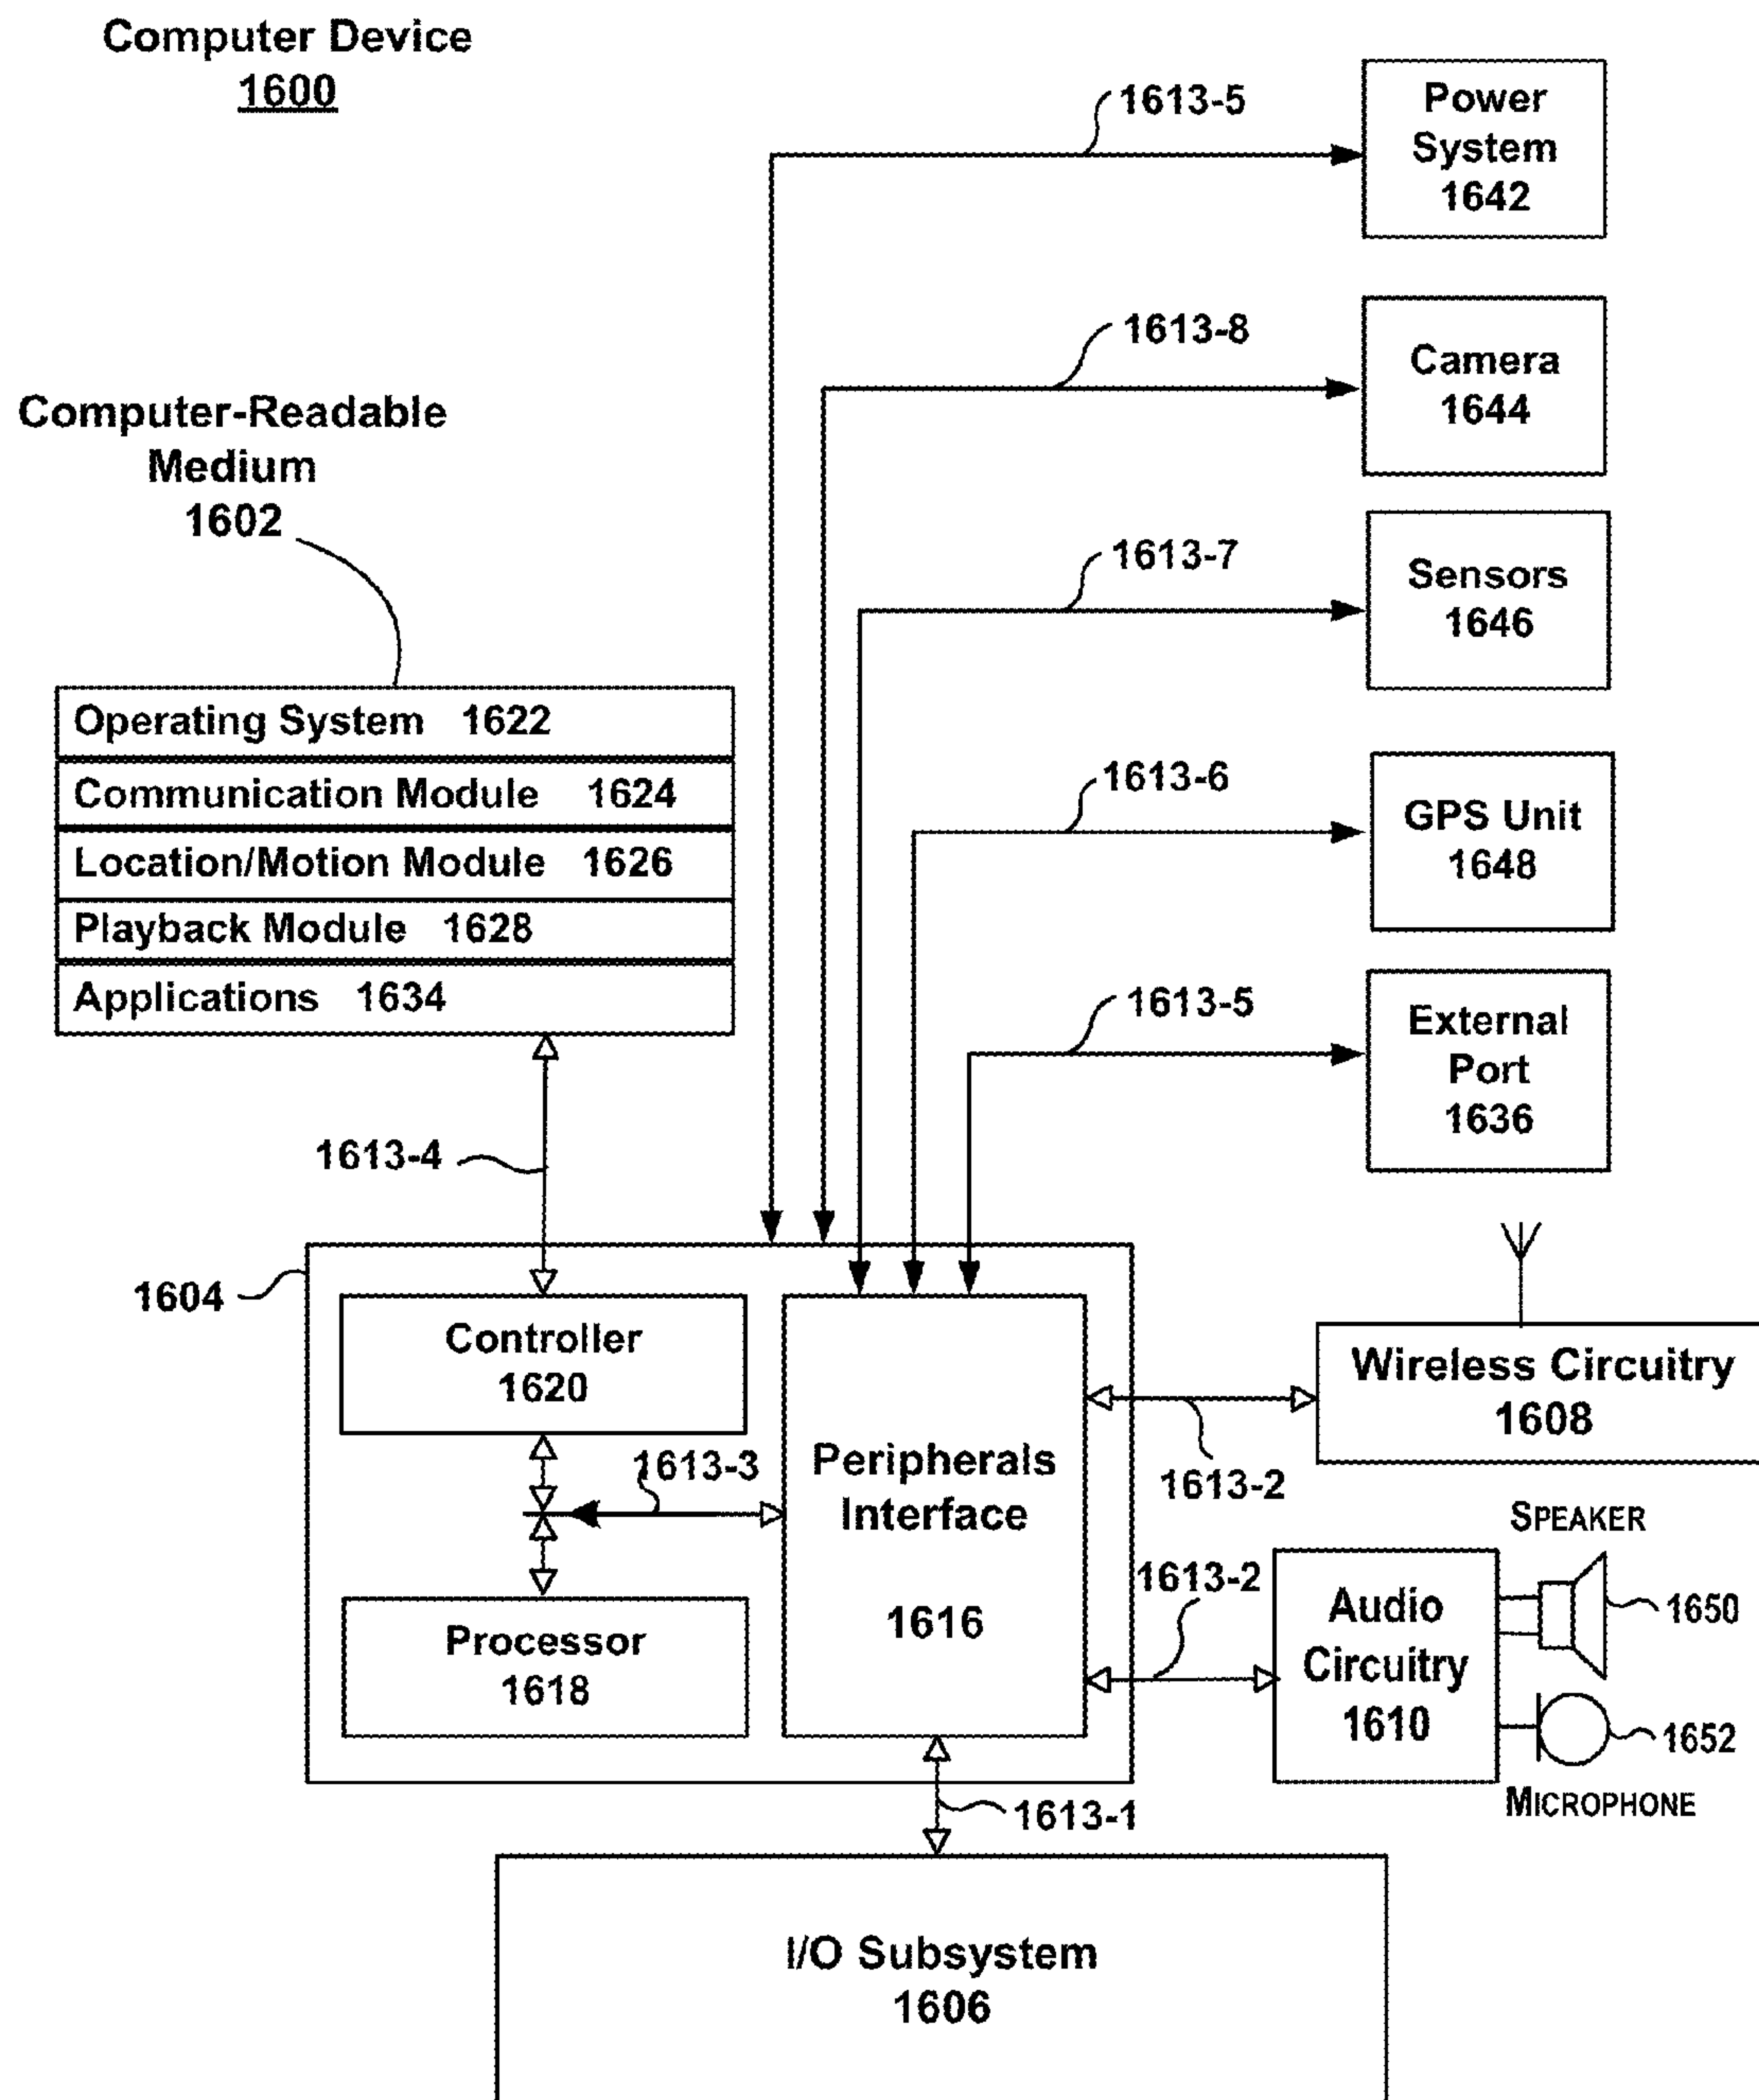 Computer Device
1600
1613-5
Power
System
1642
1613-8
Camera
1644
Computer-Readable
Medium
1602
1613-7
Sensors
1646
Operating System 1622
Communication Module 1624
Location/Motion Module 1626
Playback Module 1628
Applications 1634
1613-6
GPS Unit
1648
1613-5
External
Port
1636
1613-4
1604
Controller
1620
1613-3
Processor
1618
Peripherals
Interface
1616
Wireless Circuitry
1608
1613-2
SPEAKER
1613-2
Audio
Circuitry
1610
1650
1652
MICROPHONE
1613-1
I/O Subsystem
1606